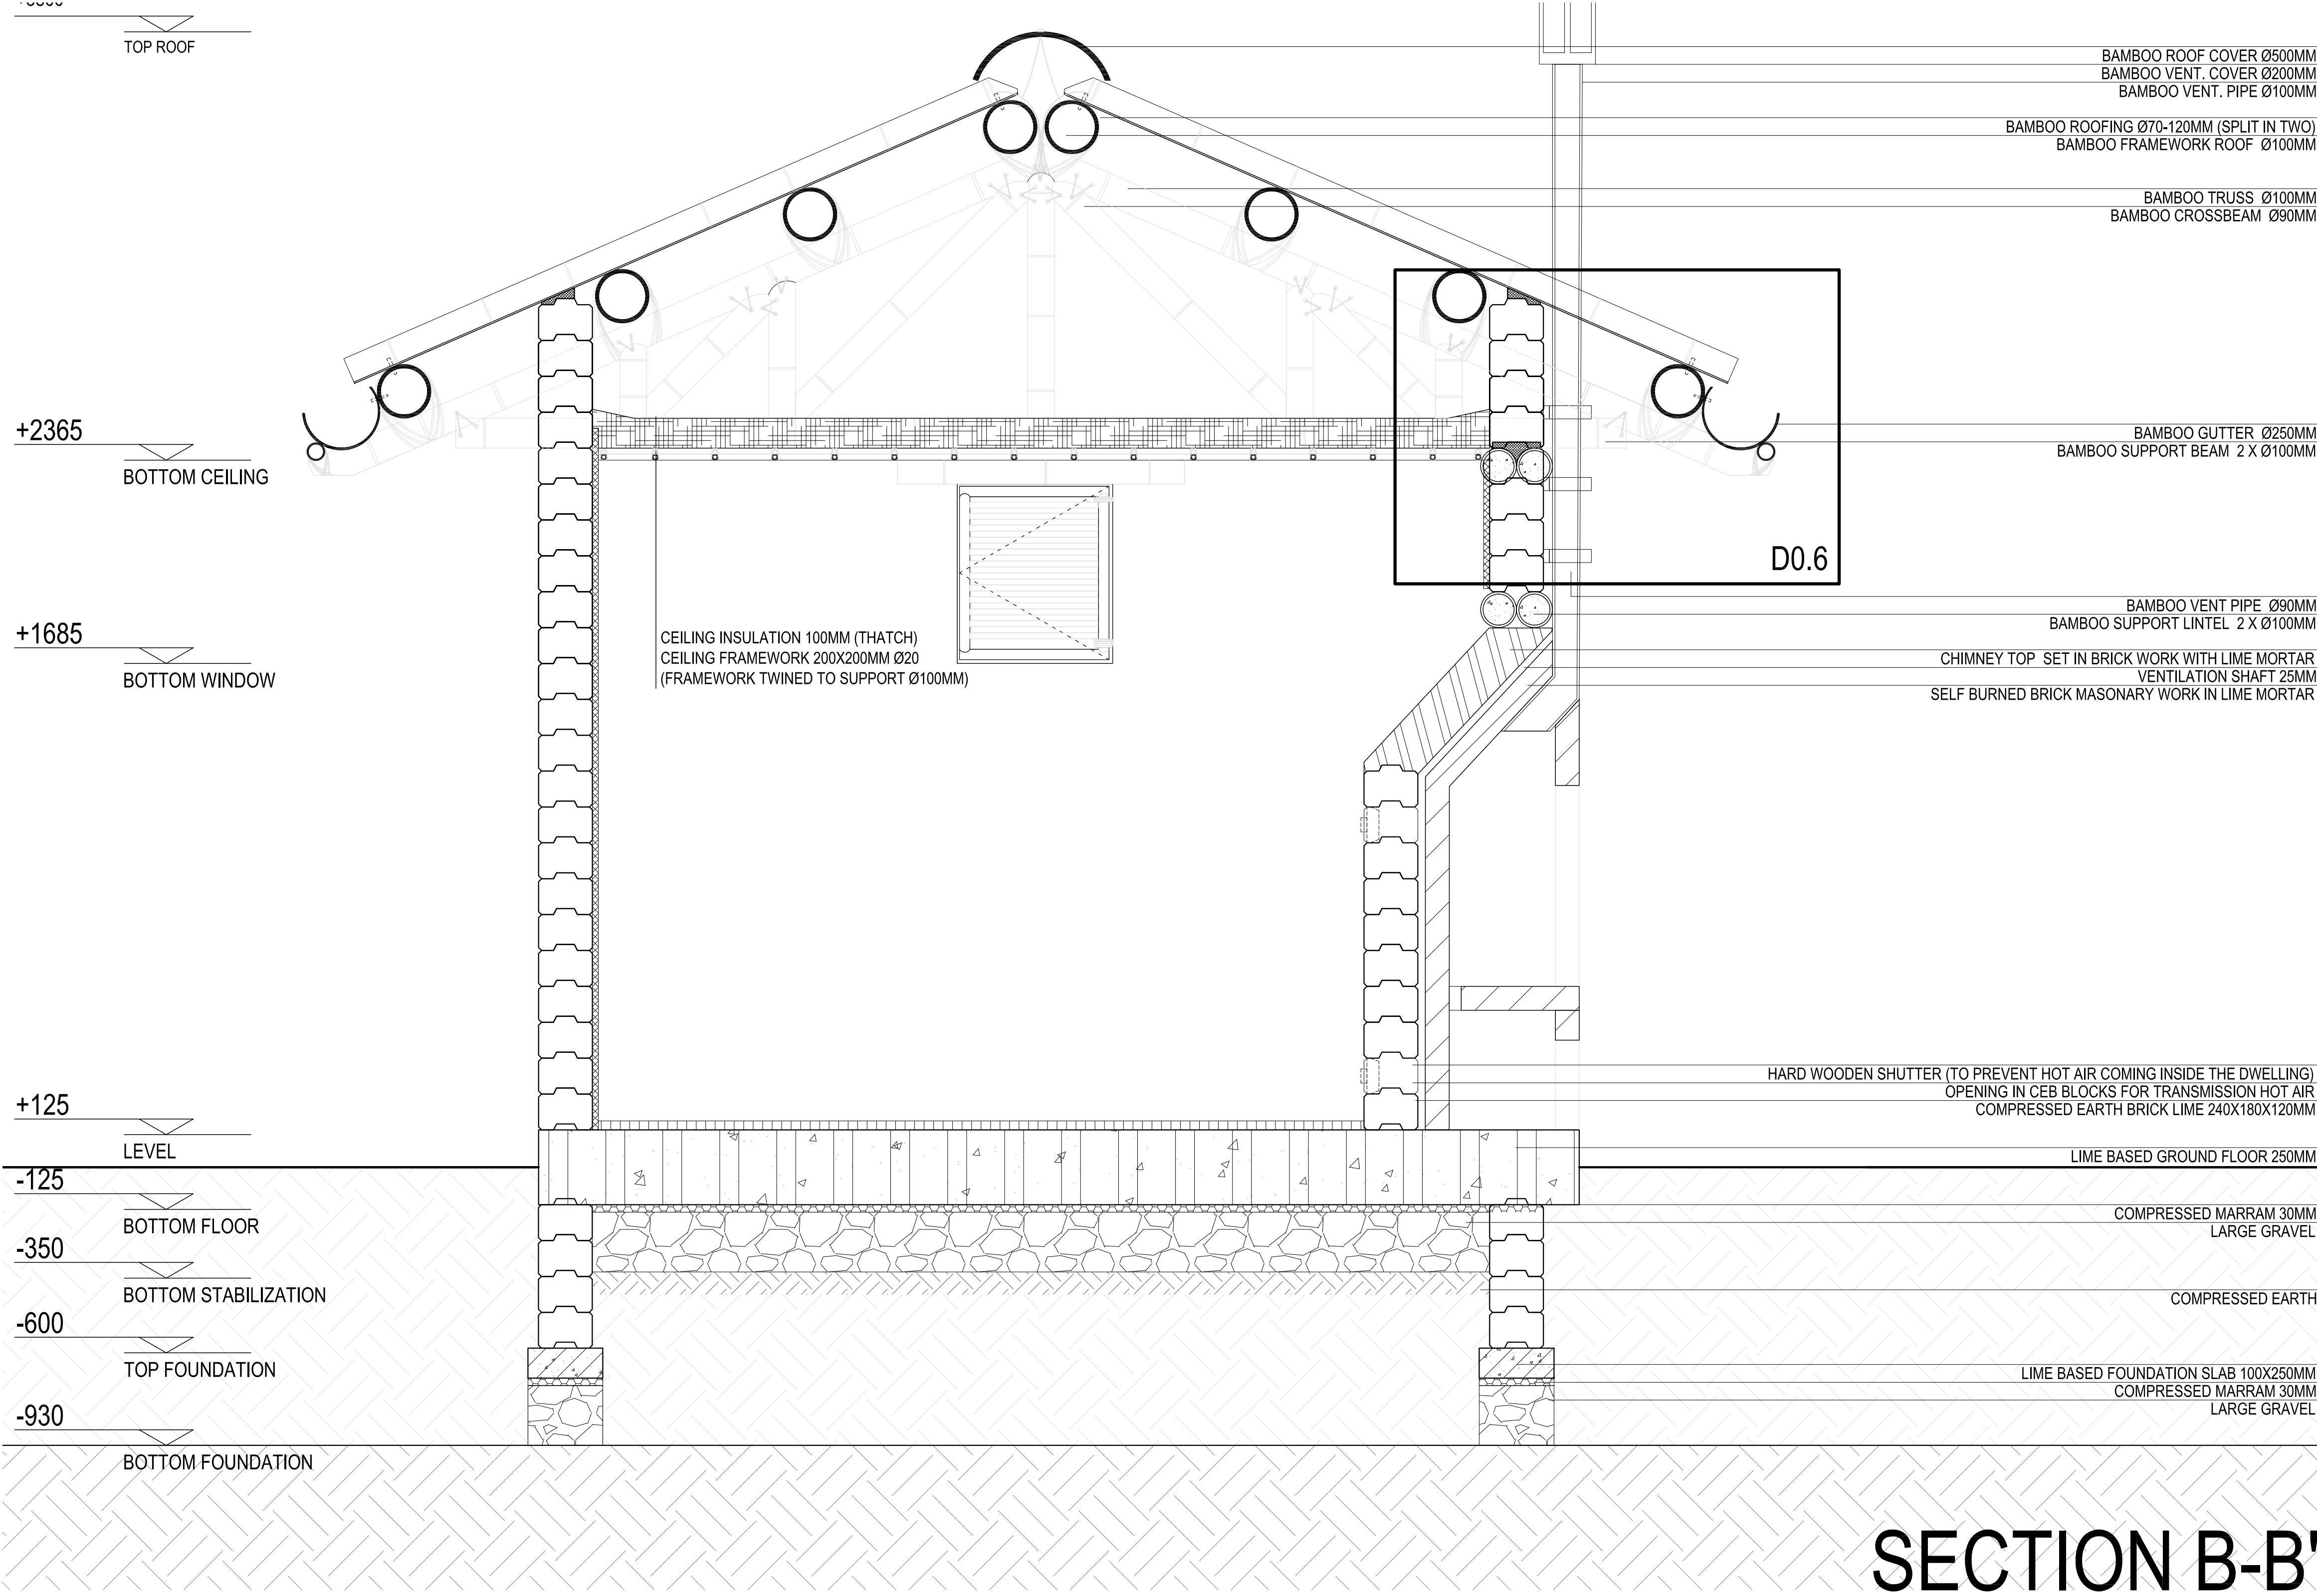 TOP ROOF
BAMBOO ROOF COVER Ø500MM
BAMBOO VENT. COVER Ø200MM
BAMBOO VENT. PIPE Ø100MM
BAMBOO ROOFING Ø70-120MM (SPLIT IN TWO)
BAMBOO FRAMEWORK ROOF Ø100MM
BAMBOO TRUSS Ø100MM
BAMBOO CROSSBEAM Ø90MM
+2365
BOTTOM CEILING
BAMBOO GUTTER Ø250MM
BAMBOO SUPPORT BEAM 2 X Ø100MM
D0.6
+1685
BOTTOM WINDOW
CEILING INSULATION 100MM (THATCH)
CEILING FRAMEWORK 200X200MM Ø20
(FRAMEWORK TWINED TO SUPPORT Ø100MM)
BAMBOO VENT PIPE Ø90MM
BAMBOO SUPPORT LINTEL 2 X Ø100MM
CHIMNEY TOP SET IN BRICK WORK WITH LIME MORTAR
VENTILATION SHAFT 25MM
SELF BURNED BRICK MASONARY WORK IN LIME MORTAR
HARD WOODEN SHUTTER (TO PREVENT HOT AIR COMING INSIDE THE DWELLING)
OPENING IN CEB BLOCKS FOR TRANSMISSION HOT AIR
COMPRESSED EARTH BRICK LIME 240X180X120MM
+125
LEVEL
LIME BASED GROUND FLOOR 250MM
-125
BOTTOM FLOOR
COMPRESSED MARRAM 30MM
LARGE GRAVEL
-350
BOTTOM STABILIZATION
COMPRESSED EARTH
-600
TOP FOUNDATION
LIME BASED FOUNDATION SLAB 100X250MM
COMPRESSED MARRAM 30MM
LARGE GRAVEL
-930
BOTTOM FOUNDATION
SECTION B-B'